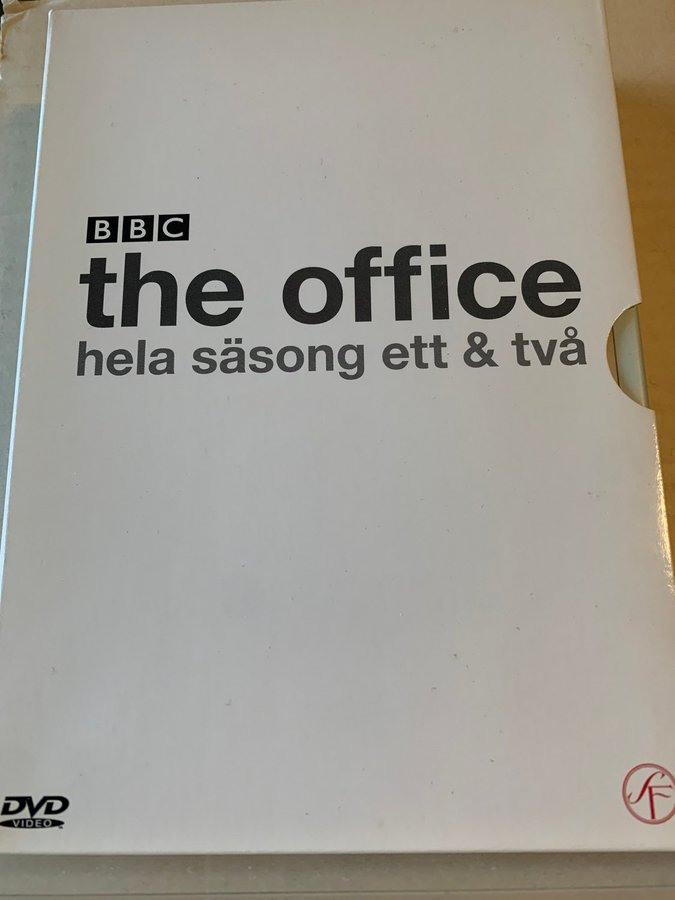 BBC
the office
hela säsong ett & två
DVD
VIDEO
SF